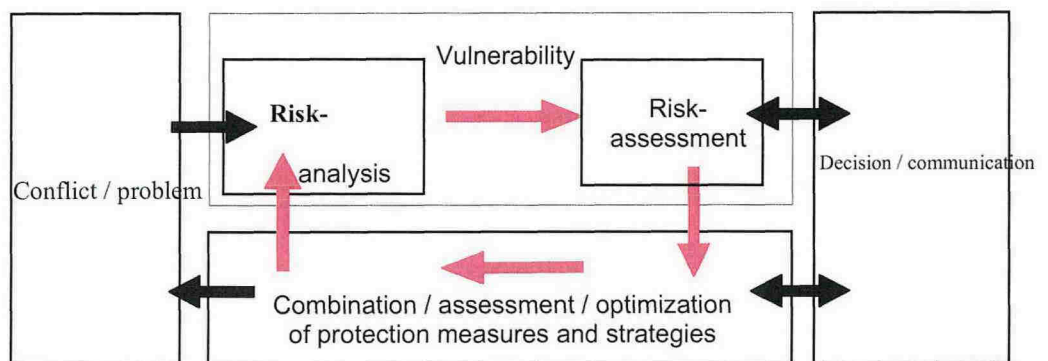 Conflict / problem
Vulnerability
Risk-
analysis
Risk-
assessment
Decision / communication
Combination / assessment / optimization
of protection measures and strategies